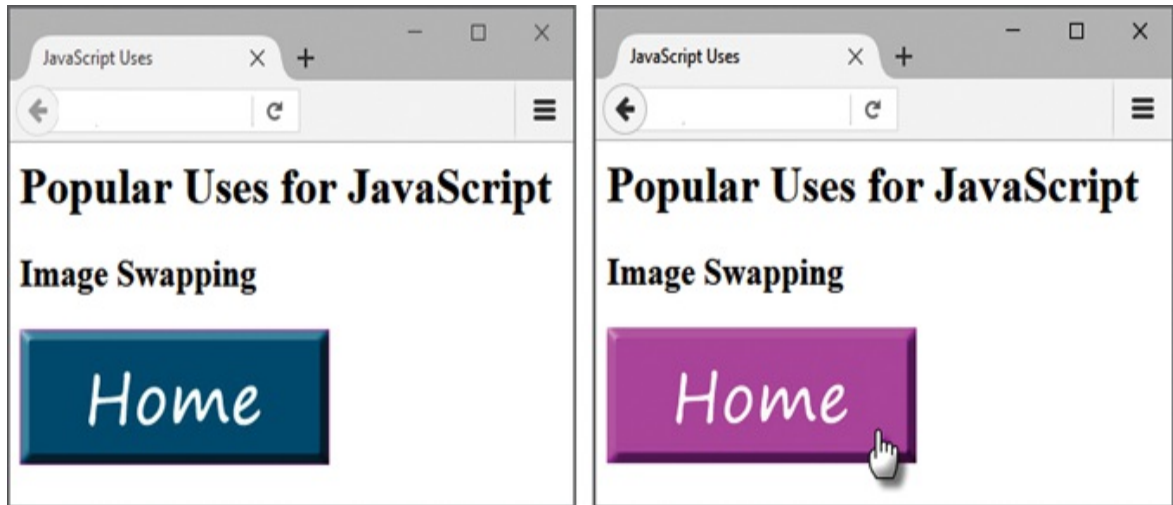 JavaScript Uses
Popular Uses for JavaScript
Image Swapping
Home
JavaScript Uses
Popular Uses for JavaScript
Image Swapping
Home